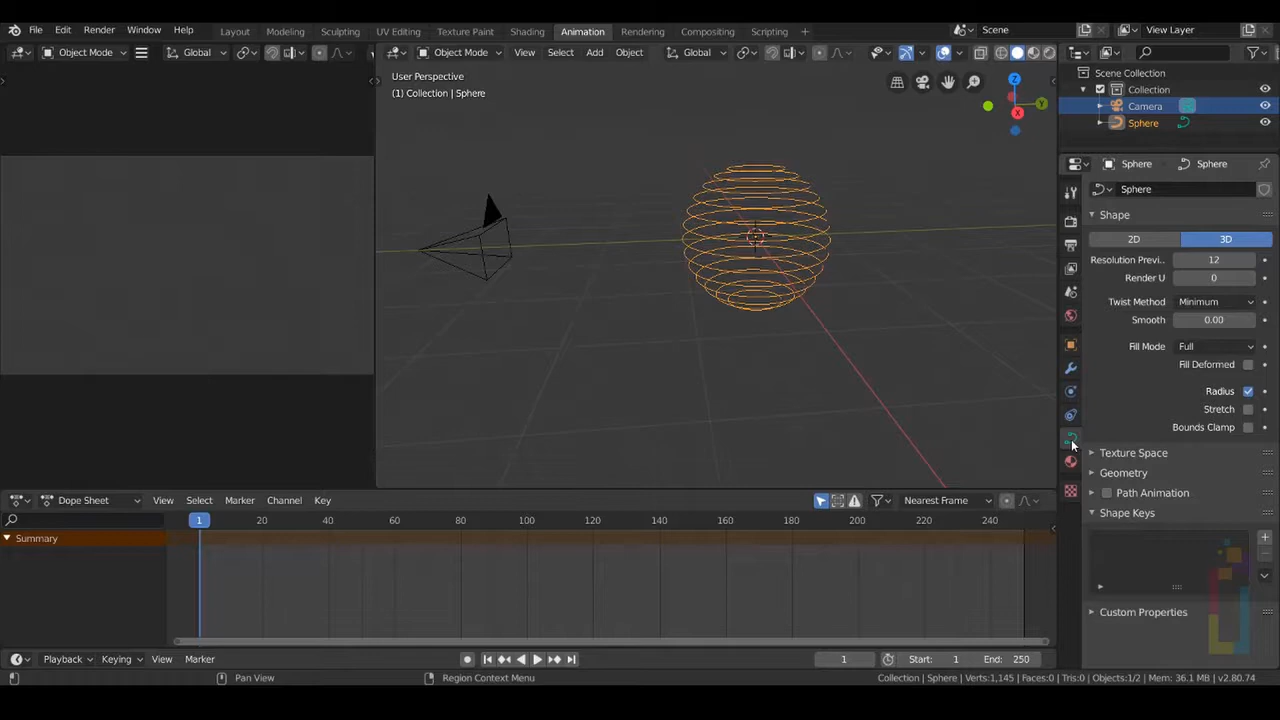 File Edit Render Window Help Layout Modeling Sculpting UV Editing Texture Paint Shading Animation Rendering Compositing Scripting + Scene View Layer
Object Mode Global Object Mode View Select Add Object Global
User Perspective
(1) Collection | Sphere
Z
Y
X
Scene Collection
Collection
Camera
Sphere
Sphere Sphere
Sphere
Shape
2D 3D
Resolution Previ.. 12
Render U 0
Twist Method Minimum
Smooth 0.00
Fill Mode Full
Fill Deformed
Radius
Stretch
Bounds Clamp
Texture Space
Geometry
Path Animation
Shape Keys
Custom Properties
Dope Sheet View Select Marker Channel Key Nearest Frame
1 20 40 60 80 100 120 140 160 180 200 220 240
Summary
Playback Keying View Marker 1 Start: 1 End: 250
Pan View Region Context Menu Collection | Sphere | Verts:1,145 | Faces:0 | Tris:0 | Objects:1/2 | Mem: 36.1 MB | v2.80.74